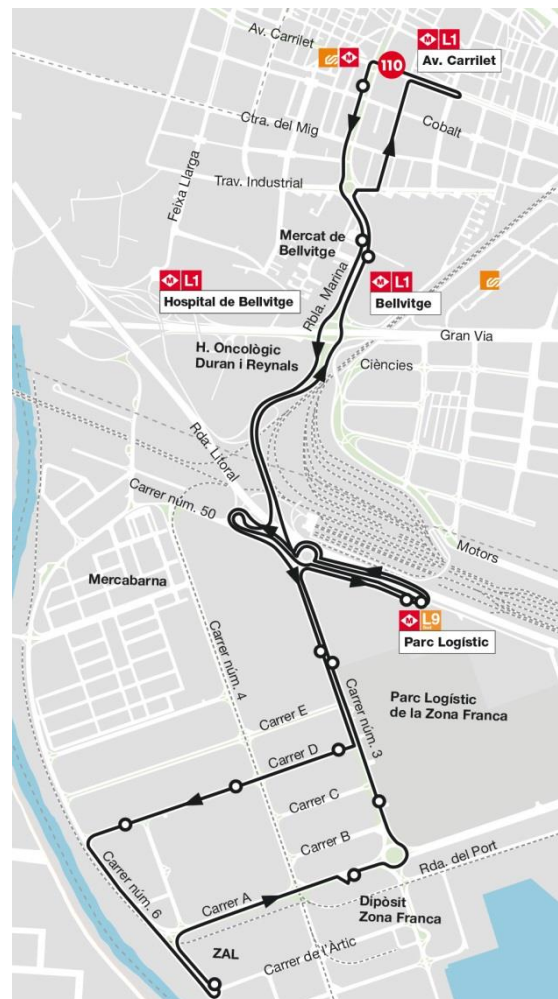 Av. Carrilet
M
110
M L1
Av. Carrilet
Ctra. del Mig
Cobalt
Feixa Llarga
Trav. Industrial
Mercat de
Bellvitge
M L1
Hospital de Bellvitge
Rbla. Marina
M L1
Bellvitge
Gran Via
H. Oncològic
Duran i Reynals
Ciències
Rda. Litoral
Carrer núm. 50
Motors
Mercabarna
M L9
Sud
Parc Logístic
Carrer núm. 4
Carrer núm. 3
Parc Logístic
de la Zona Franca
Carrer E
Carrer D
Carrer C
Carrer B
Rda. del Port
Carrer núm. 6
Carrer A
Dipòsit
Zona Franca
ZAL
Carrer de l'Àrtic